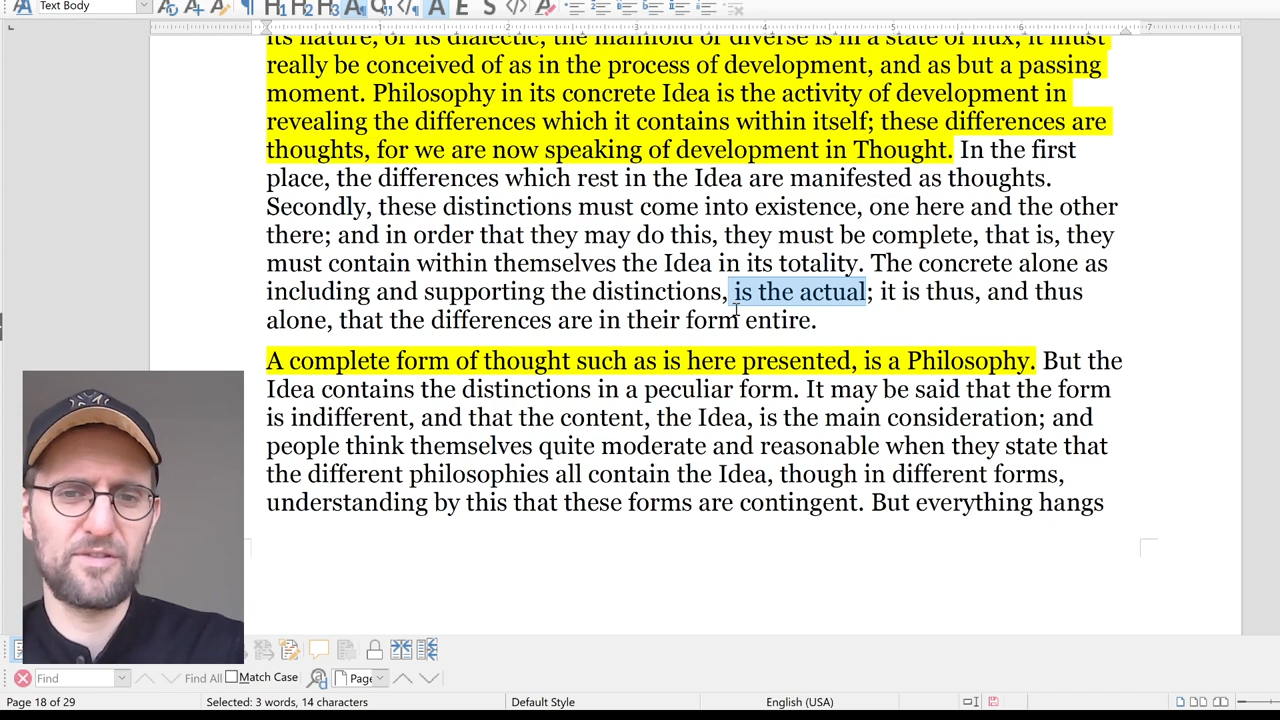 Text Body
its nature, or its dialectic, the manifold or diverse is in a state of flux; it must
really be conceived of as in the process of development, and as but a passing
moment. Philosophy in its concrete Idea is the activity of development in
revealing the differences which it contains within itself; these differences are
thoughts, for we are now speaking of development in Thought. In the first
place, the differences which rest in the Idea are manifested as thoughts.
Secondly, these distinctions must come into existence, one here and the other
there; and in order that they may do this, they must be complete, that is, they
must contain within themselves the Idea in its totality. The concrete alone as
including and supporting the distinctions, is the actual; it is thus, and thus
alone, that the differences are in their form entire.
A complete form of thought such as is here presented, is a Philosophy. But the
Idea contains the distinctions in a peculiar form. It may be said that the form
is indifferent, and that the content, the Idea, is the main consideration; and
people think themselves quite moderate and reasonable when they state that
the different philosophies all contain the Idea, though in different forms,
understanding by this that these forms are contingent. But everything hangs
Find Find All Match Case Page
Page 18 of 29 Selected: 3 words, 14 characters Default Style English (USA)